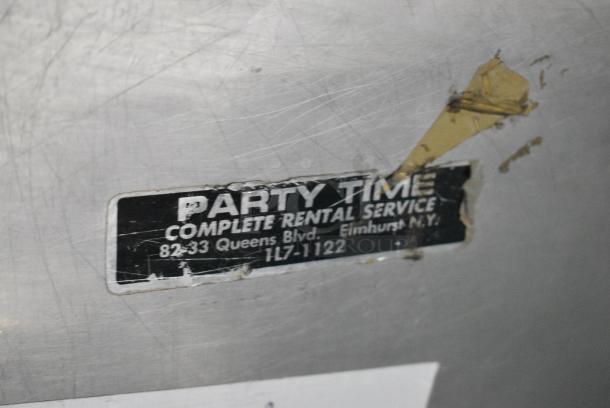 PARTY TIME
COMPLETE RENTAL SERVICE
82-33 Queens Blvd. Elmhurst N.Y.
1L7-1122